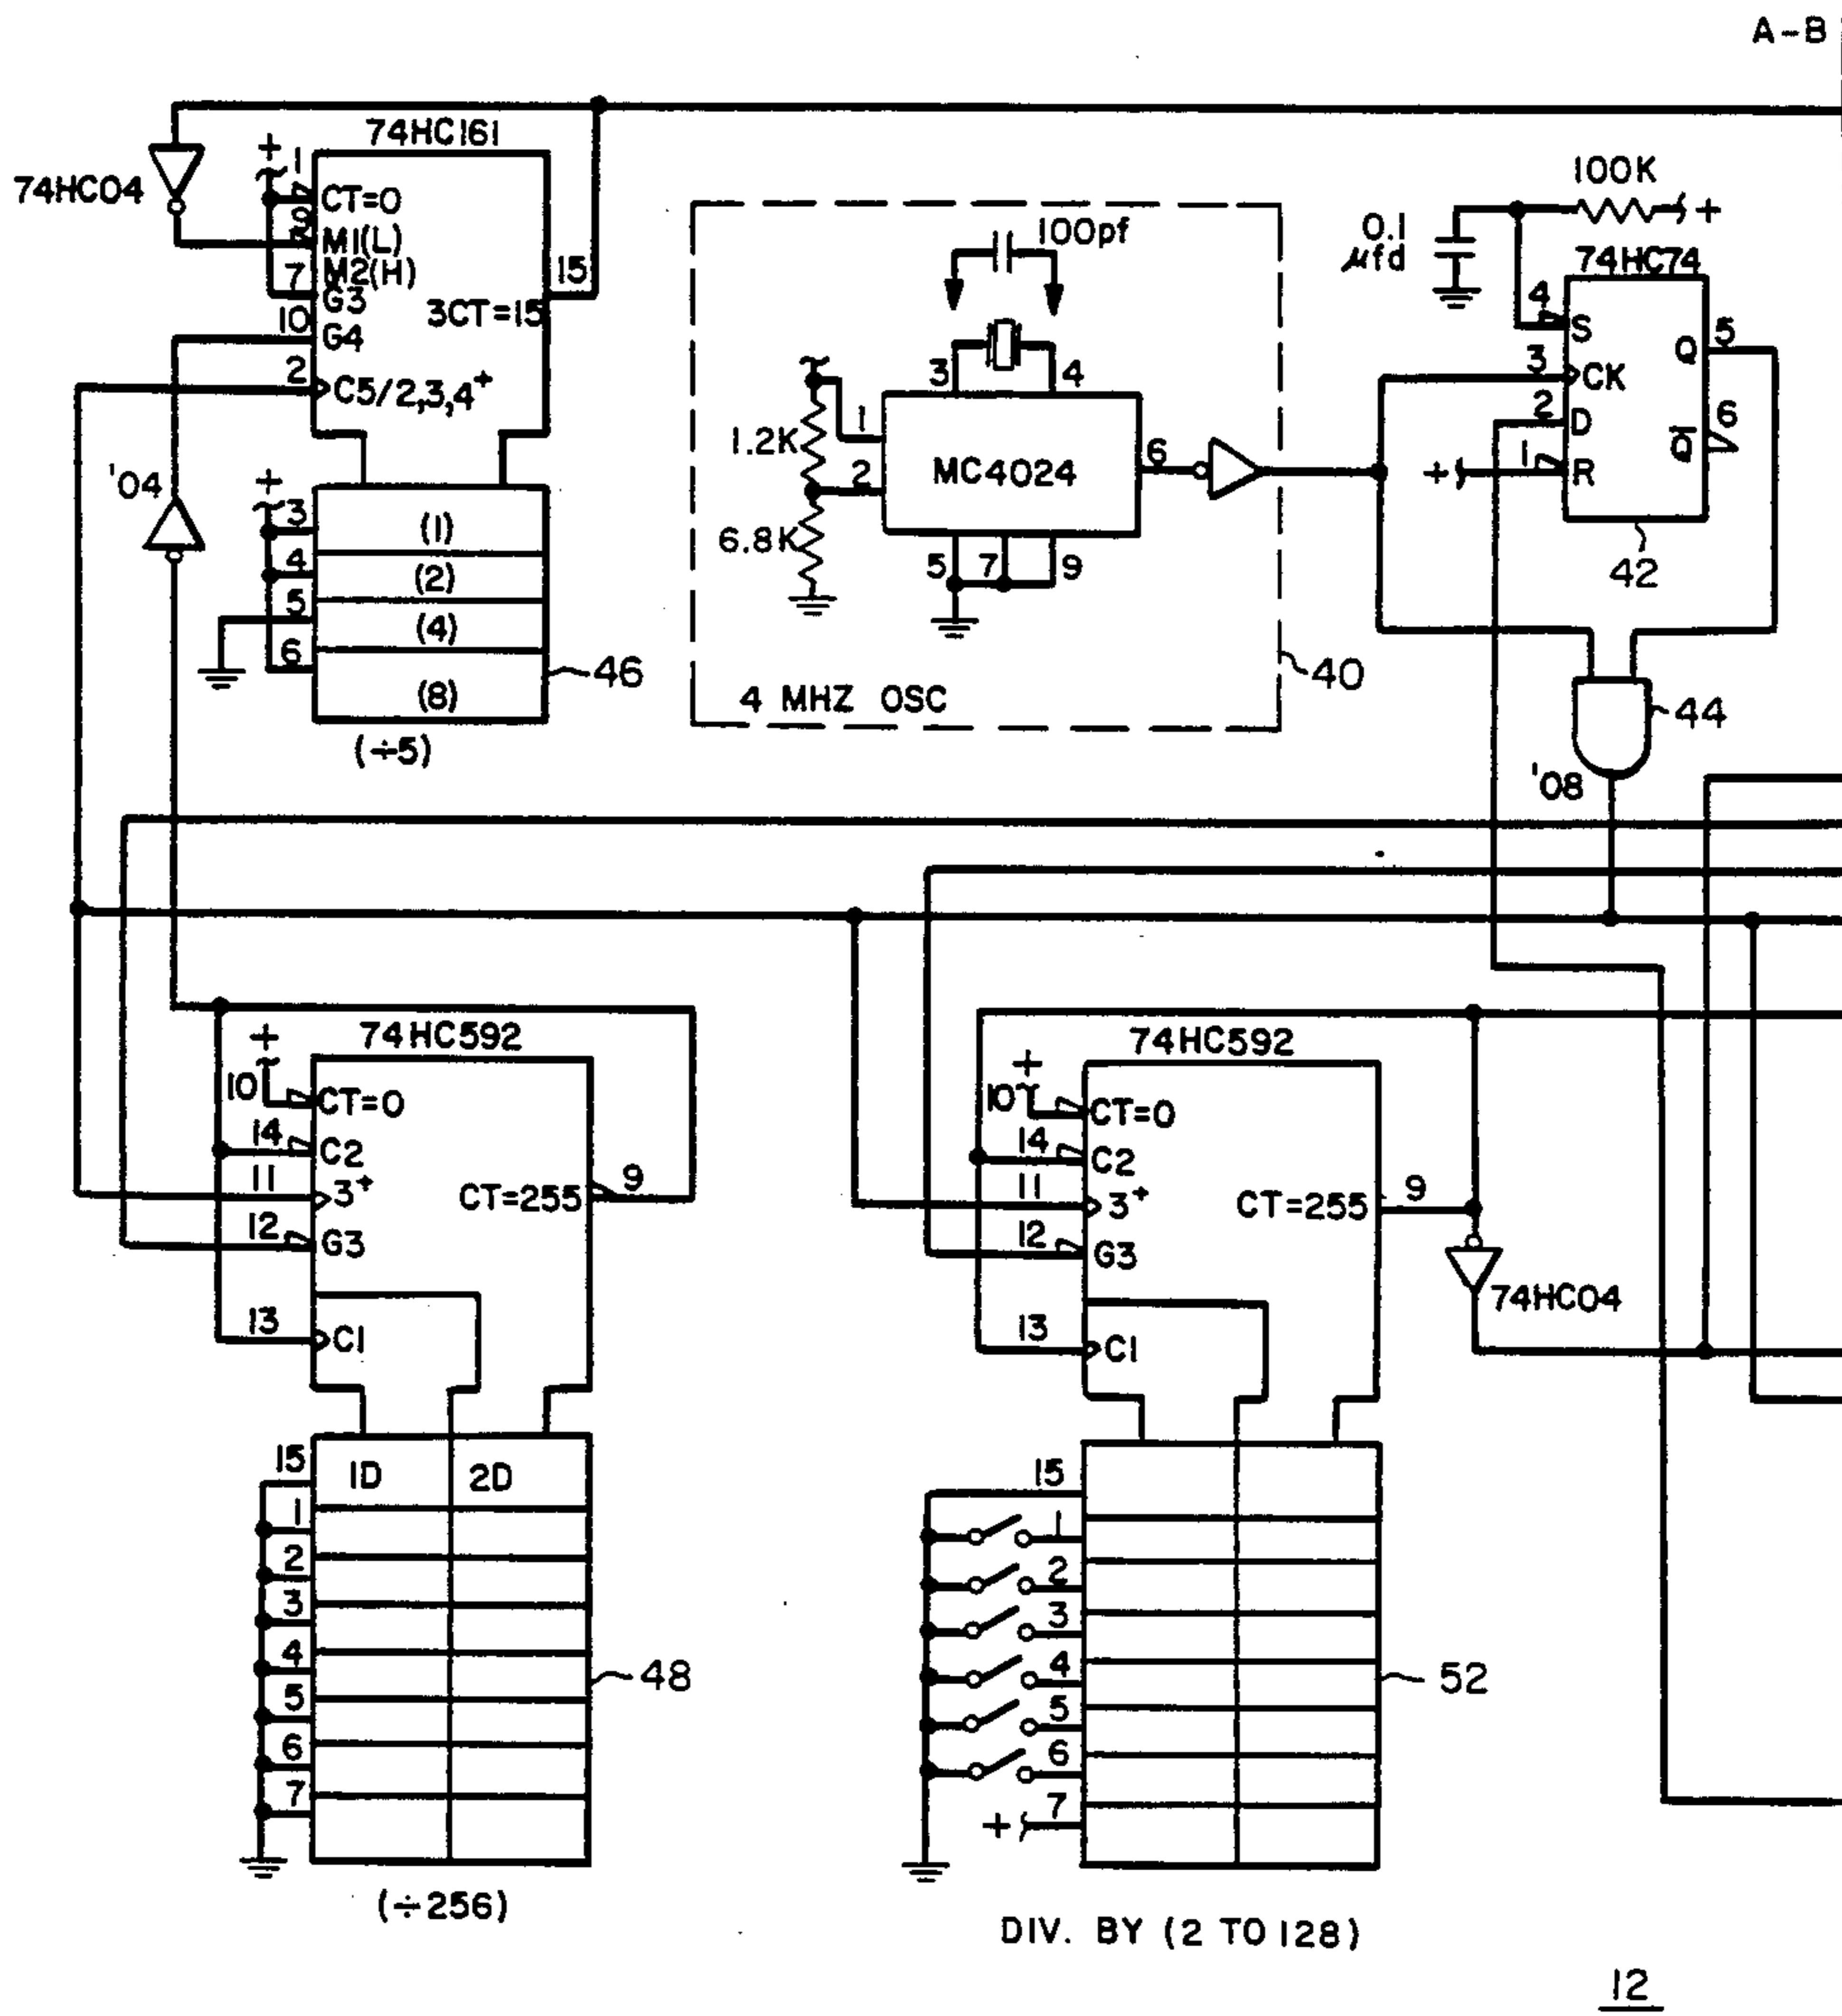 A-B
74HC161
74HC04
+
1
CT=0
9
M1(L)
M2(H)
7
G3
10
G4
2
C5/2,3,4+
15
3CT=15
'04
+
3
(1)
4
(2)
5
(4)
6
(8)
46
(÷5)
100pf
3
4
1.2K
1
2
6.8K
MC4024
6
5
7
9
4 MHZ OSC
40
100K
+
0.1
µfd
74HC74
4
S
3
CK
2
D
+
1
R
Q
5
Q̅
6
42
44
'08
74HC592
+
10
CT=0
14
C2
11
3+
12
G3
13
C1
CT=255
9
15
1D
2D
1
2
3
4
5
6
7
48
(÷256)
74HC592
+
10
CT=0
14
C2
11
3+
12
G3
13
C1
CT=255
9
74HC04
15
1
2
3
4
5
6
+
7
52
DIV. BY (2 TO 128)
12